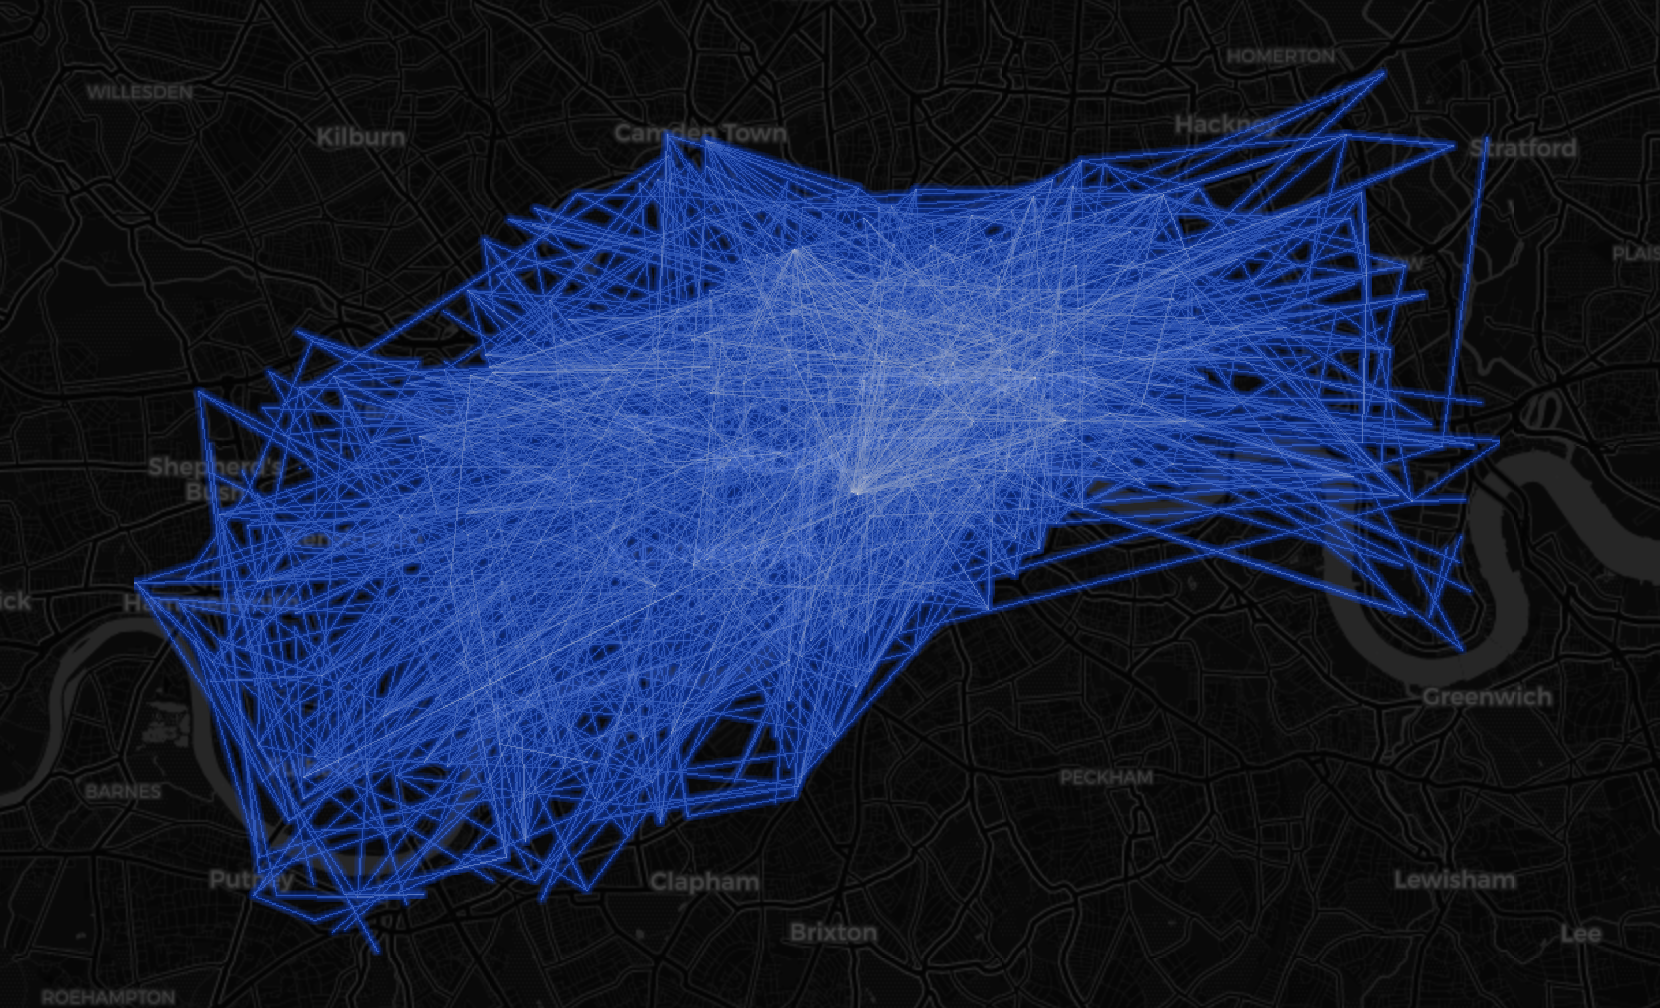 HOMERTON
WILLESDEN
Hackney
Camden Town
Kilburn
Stratford
PLAIS
BOW
Shepherd's
Bush
ick
Hammersmith
Greenwich
BARNES
PECKHAM
Putney
Clapham
Lewisham
Brixton
Lee
ROEHAMPTON